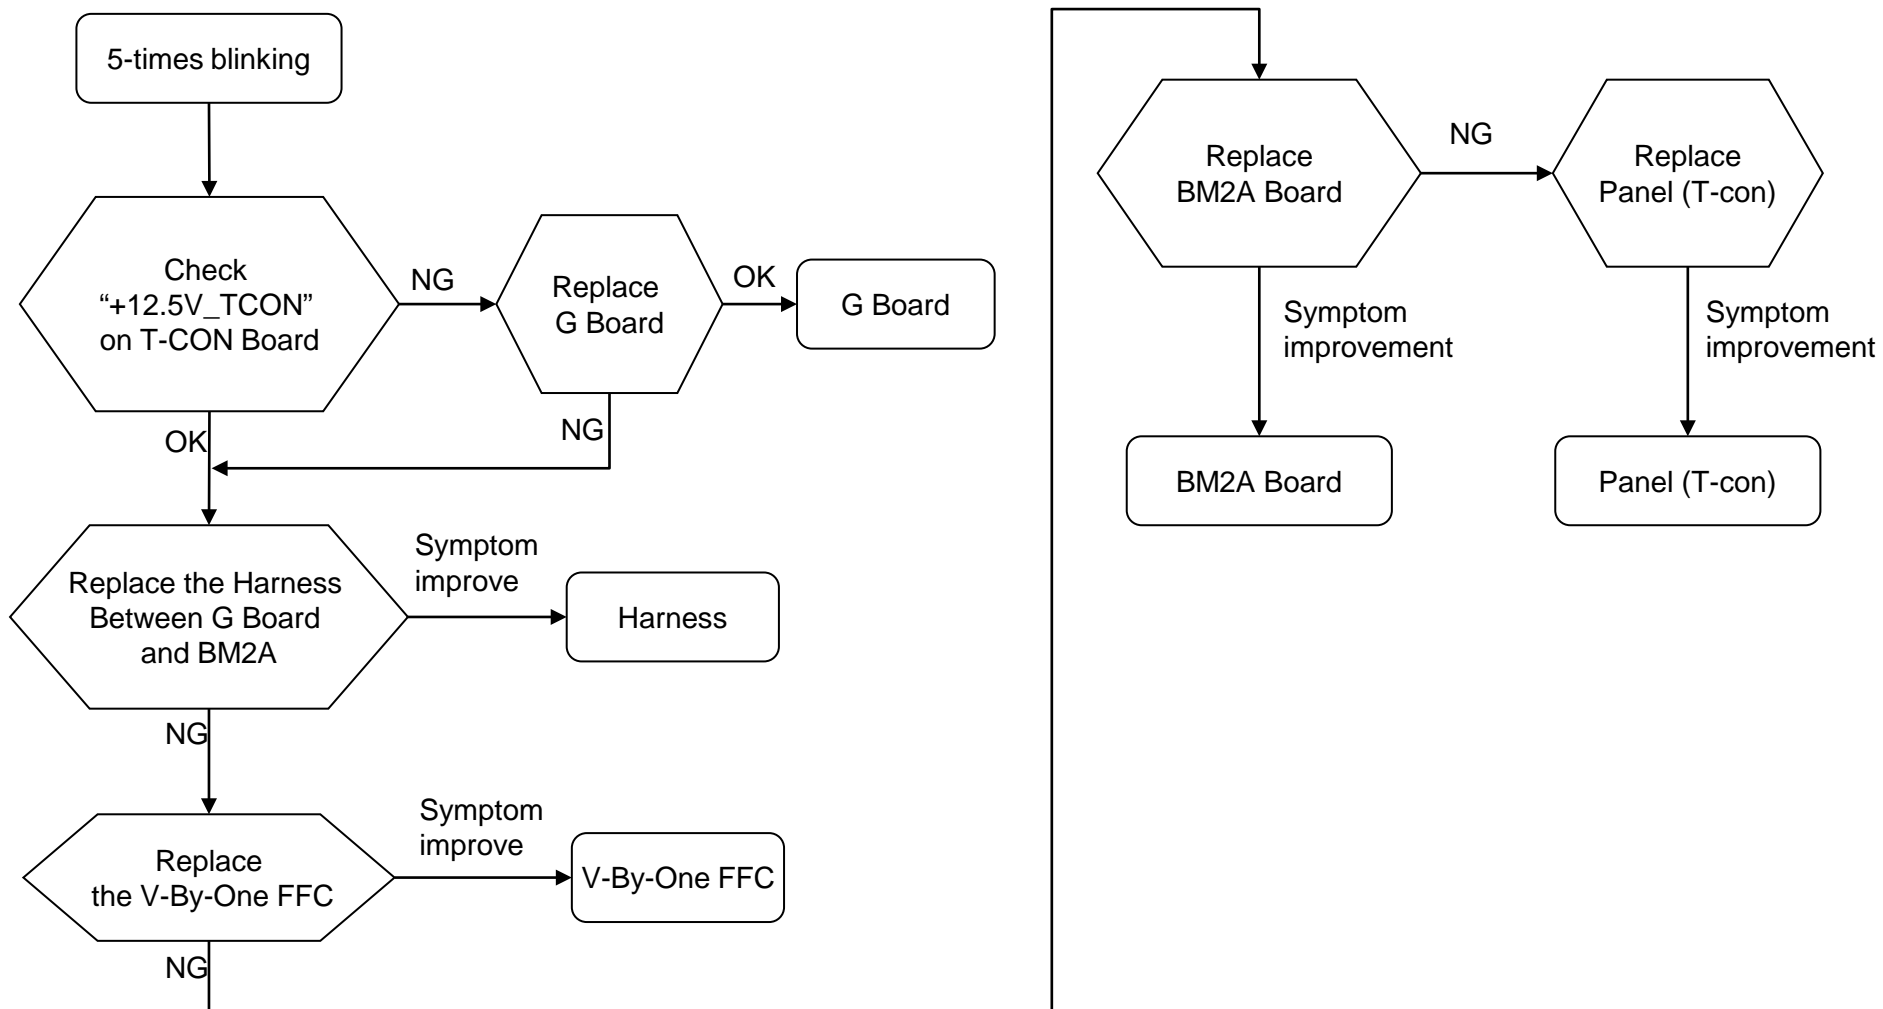 5-times blinking
Check
“+12.5V_TCON”
on T-CON Board
NG
Replace
G Board
OK
G Board
OK
NG
Replace the Harness
Between G Board
and BM2A
Symptom
improve
Harness
NG
Replace
the V-By-One FFC
Symptom
improve
V-By-One FFC
NG
Replace
BM2A Board
NG
Replace
Panel (T-con)
Symptom
improvement
Symptom
improvement
BM2A Board
Panel (T-con)